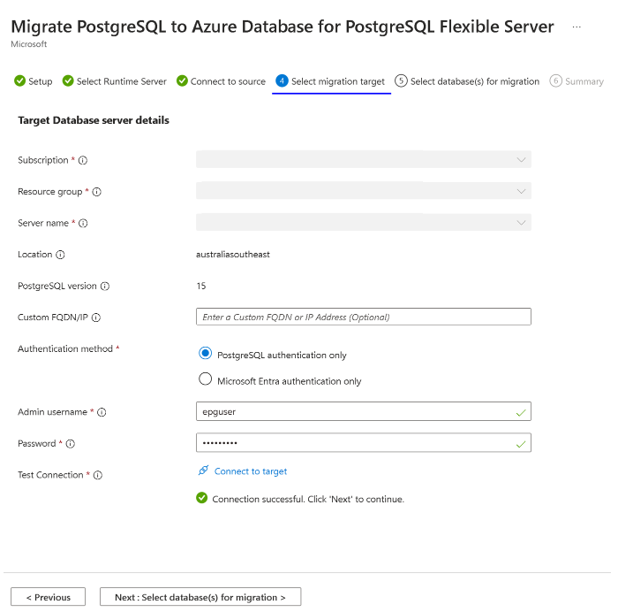 Migrate PostgreSQL to Azure Database for PostgreSQL Flexible Server ...
Microsoft
Setup Select Runtime Server Connect to source 4 Select migration target 5 Select database(s) for migration 6 Summary
Target Database server details
Subscription *
Resource group *
Server name *
Location australiasoutheast
PostgreSQL version 15
Custom FQDN/IP Enter a Custom FQDN or IP Address (Optional)
Authentication method *
PostgreSQL authentication only
Microsoft Entra authentication only
Admin username * epguser
Password * •••••••••
Test Connection * Connect to target
Connection successful. Click 'Next' to continue.
< Previous Next : Select database(s) for migration >